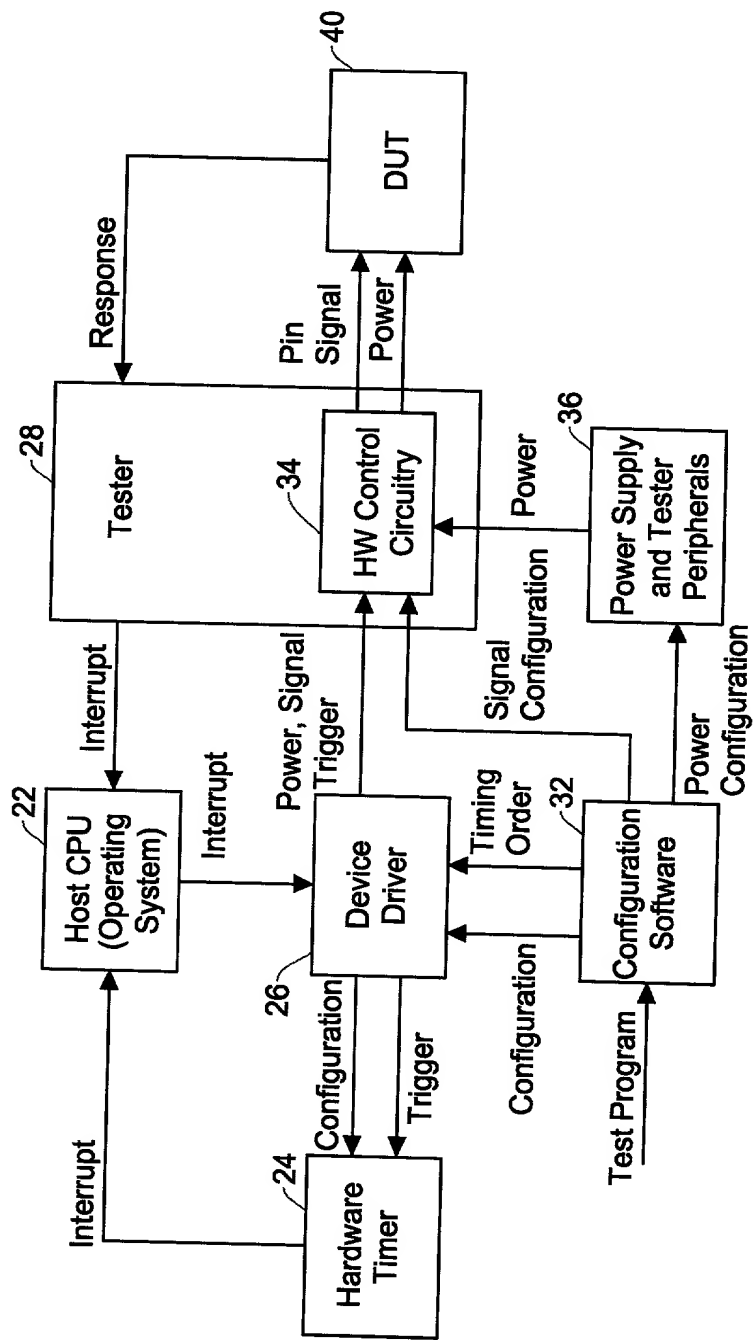 40
DUT
Response
Pin
Signal
Power
28
Tester
34
HW Control
Circuitry
36
Power Supply
and Tester
Peripherals
Power
Interrupt
22
Host CPU
(Operating
System)
Interrupt
Power, Signal
Trigger
Signal
Configuration
Power
Configuration
26
Device
Driver
Timing
Order
32
Configuration
Software
Configuration
Test Program
Interrupt
24
Hardware
Timer
Configuration
Trigger